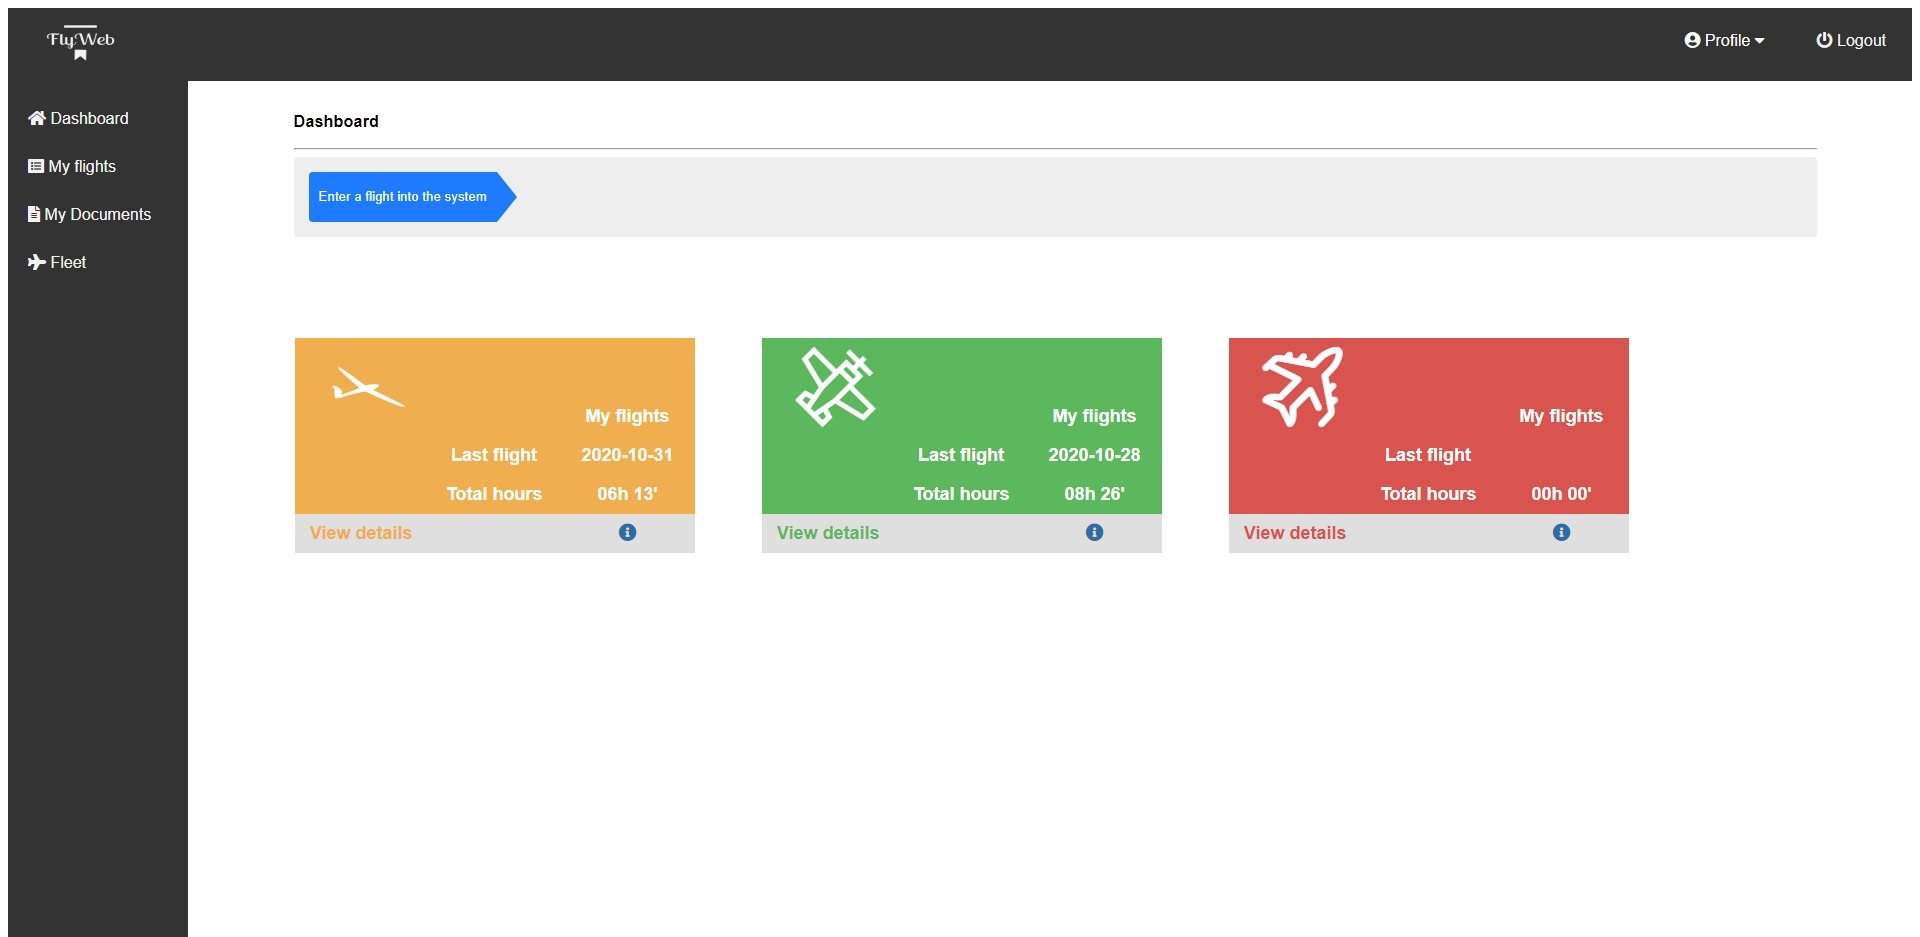 FlyWeb
Profile
Logout
Dashboard
My flights
My Documents
Fleet
Dashboard
Enter a flight into the system
My flights
Last flight 2020-10-31
Total hours 06h 13'
View details
My flights
Last flight 2020-10-28
Total hours 08h 26'
View details
My flights
Last flight
Total hours 00h 00'
View details